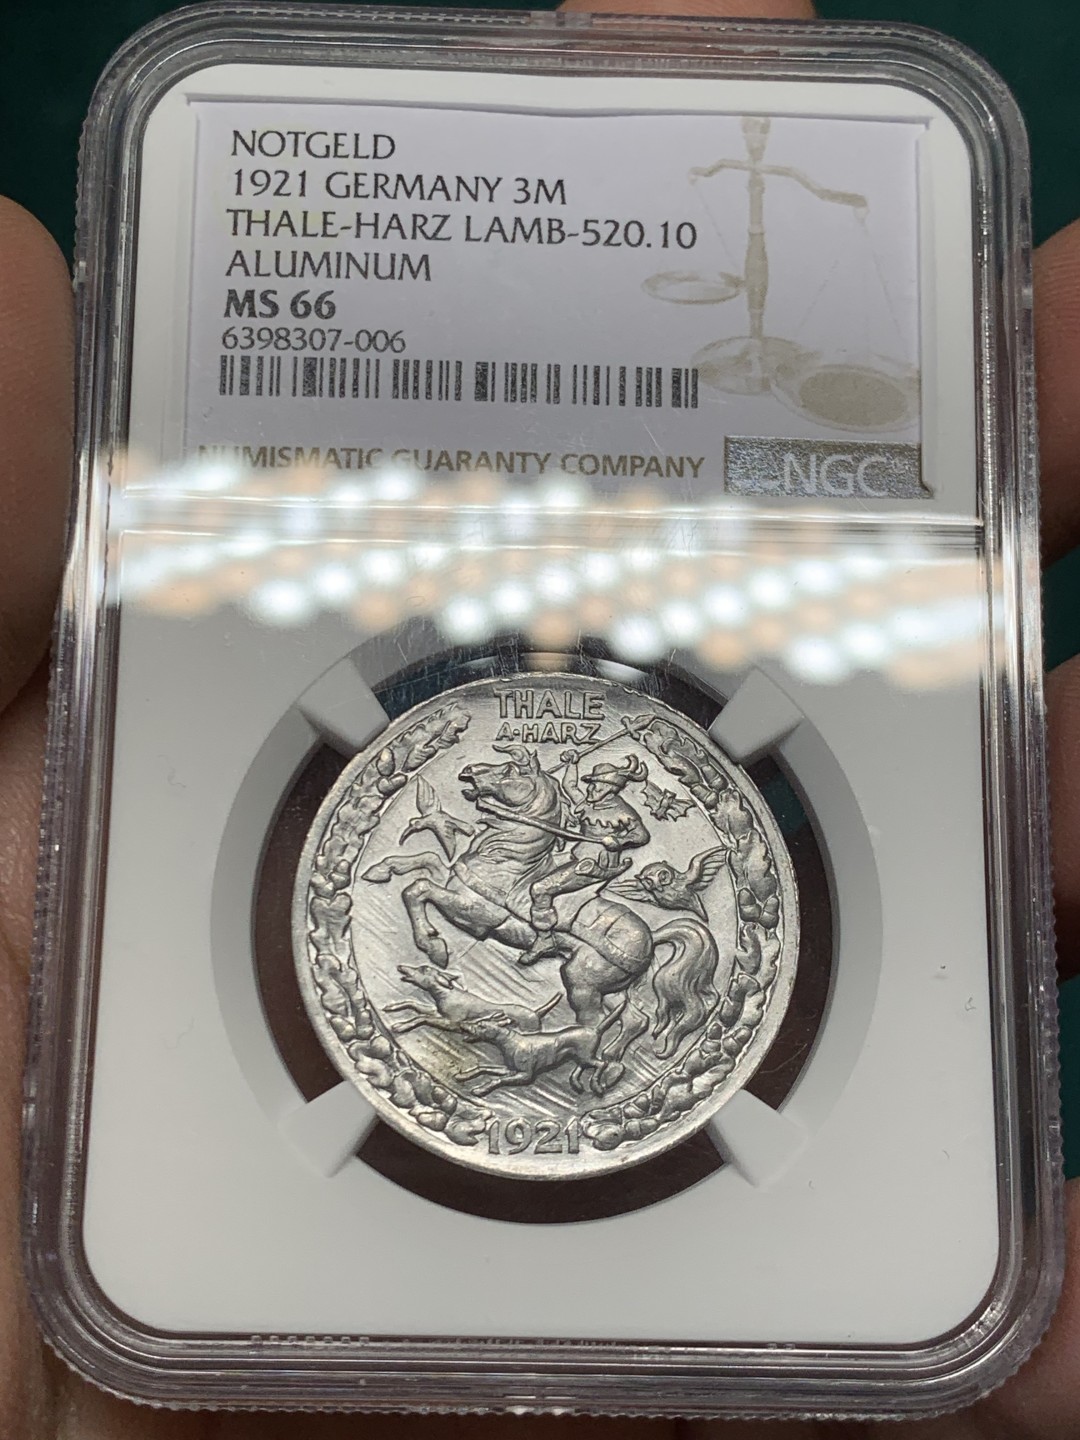 NOTGELD
1921 GERMANY 3M
THALE-HARZ LAMB-520.10
ALUMINUM
MS 66
6398307-006
NUMISMATIC GUARANTY COMPANY
NGC
THALE
A·HARZ
1921